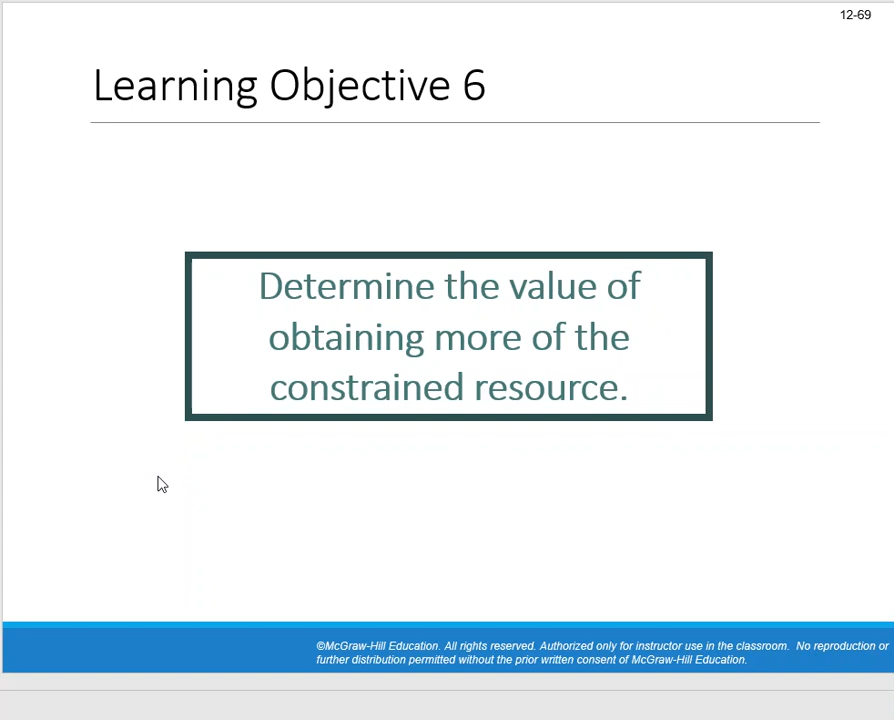 12-69
Learning Objective 6
Determine the value of
obtaining more of the
constrained resource.
©McGraw-Hill Education. All rights reserved. Authorized only for instructor use in the classroom.  No reproduction or
further distribution permitted without the prior written consent of McGraw-Hill Education.